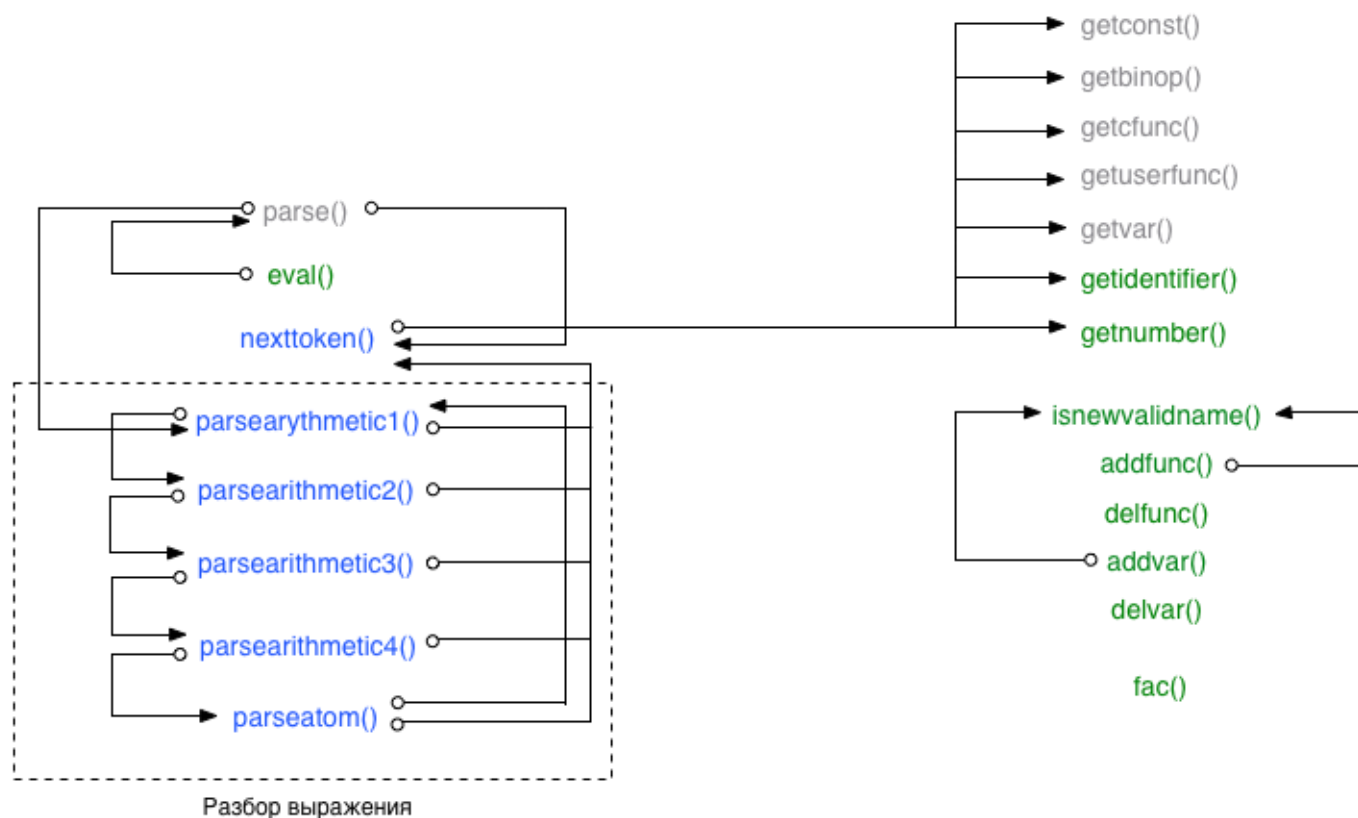 getconst()
getbinop()
getcfunc()
getuserfunc()
getvar()
getidentifier()
getnumber()
parse()
eval()
nexttoken()
parsearythmetic1()
parsearithmetic2()
parsearithmetic3()
parsearithmetic4()
parseatom()
Разбор выражения
isnewvalidname()
addfunc()
delfunc()
addvar()
delvar()
fac()